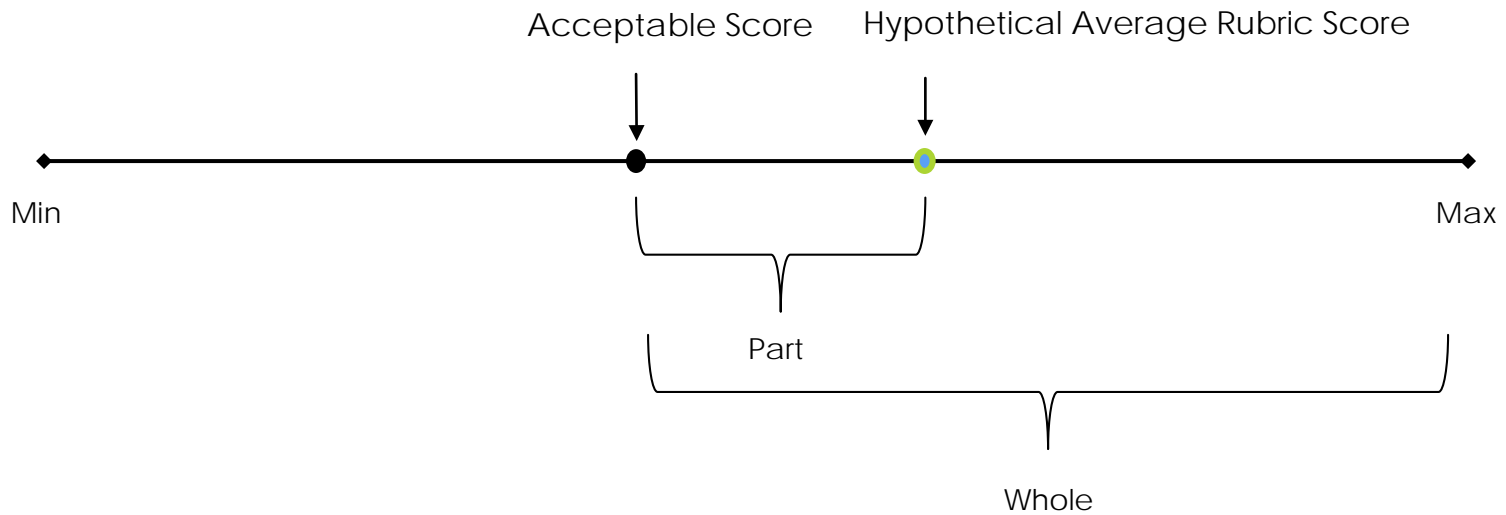 Acceptable Score
Hypothetical Average Rubric Score
Min
Max
Part
Whole